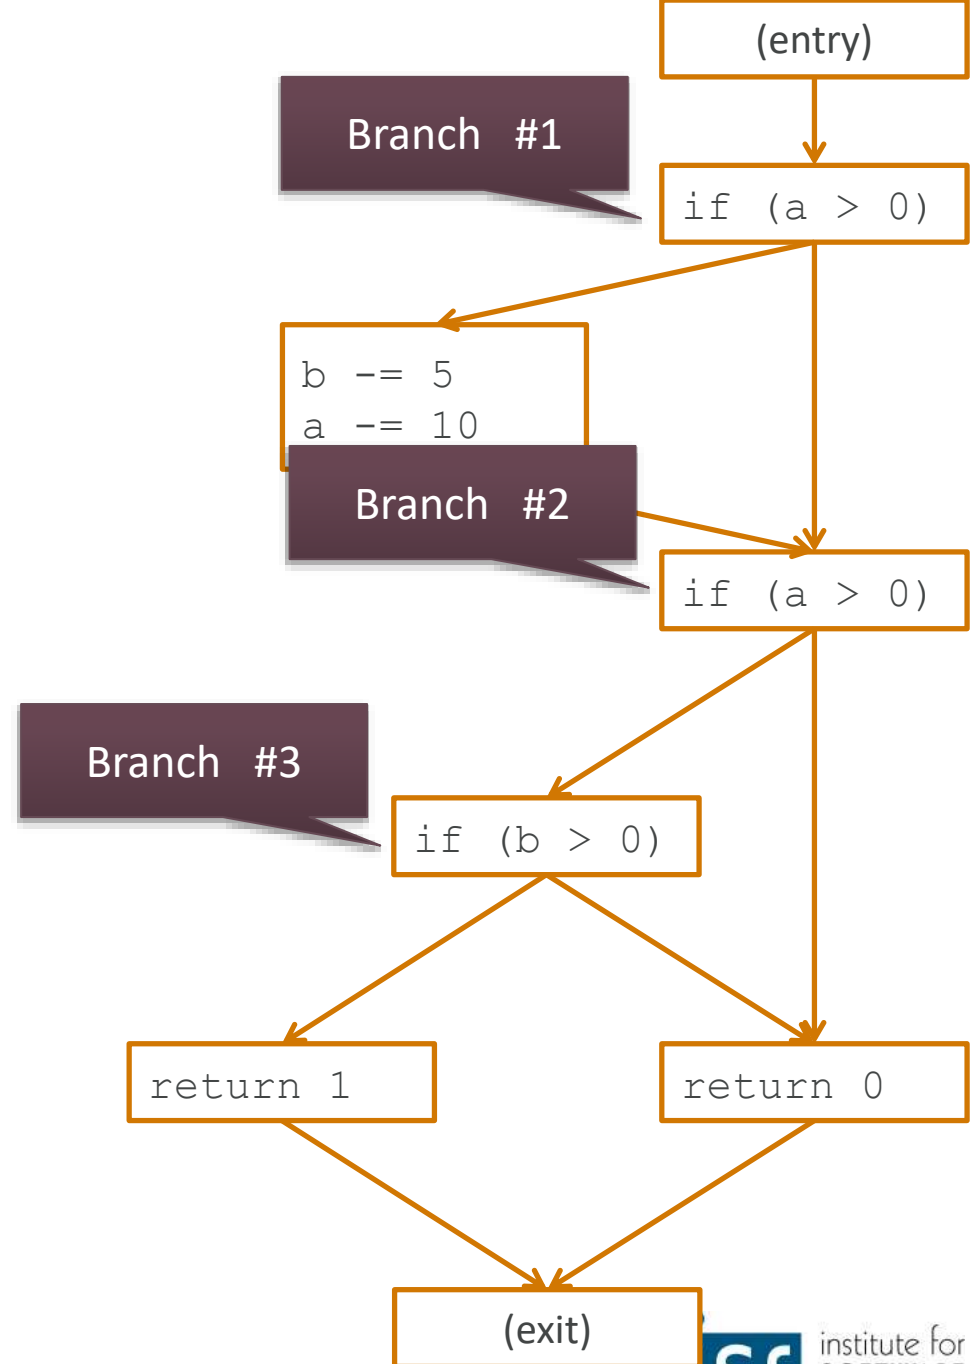 (entry)
Branch #1
if (a > 0)
b -= 5
a -= 10
Branch #2
if (a > 0)
Branch #3
if (b > 0)
return 1
return 0
(exit)
institute for